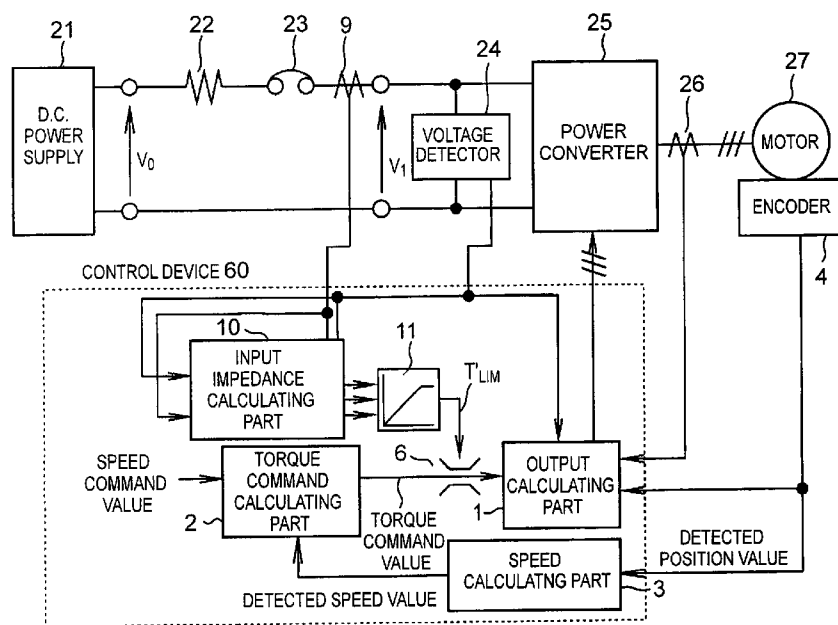 21
22
23
9
24
25
26
27
D.C.
POWER
SUPPLY
V0
V1
VOLTAGE
DETECTOR
POWER
CONVERTER
MOTOR
ENCODER
4
CONTROL DEVICE 60
10
INPUT
IMPEDANCE
CALCULATING
PART
11
T'LIM
SPEED
COMMAND
VALUE
TORQUE
COMMAND
CALCULATING
PART
2
6
TORQUE
COMMAND
VALUE
OUTPUT
CALCULATING
PART
1
DETECTED
POSITION VALUE
SPEED
CALCULATNG PART
3
DETECTED SPEED VALUE